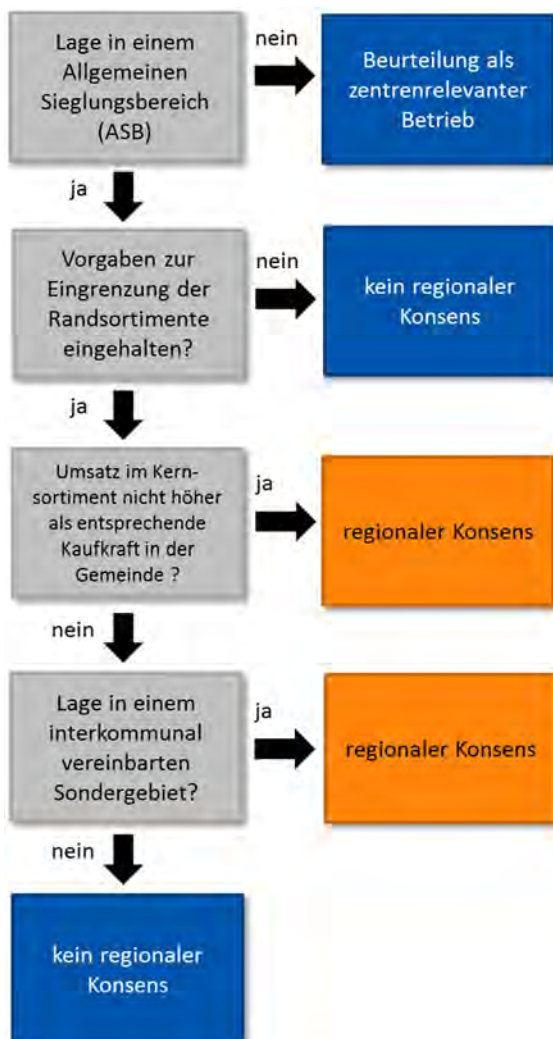 Lage in einem
Allgemeinen
Sieglungsbereich
(ASB)
nein
Beurteilung als
zentrenrelevanter
Betrieb
ja
Vorgaben zur
Eingrenzung der
Randsortimente
eingehalten?
nein
kein regionaler
Konsens
ja
Umsatz im Kern-
sortiment nicht höher
als entsprechende
Kaufkraft in der
Gemeinde ?
ja
regionaler Konsens
nein
Lage in einem
interkommunal
vereinbarten
Sondergebiet?
ja
regionaler Konsens
nein
kein regionaler
Konsens